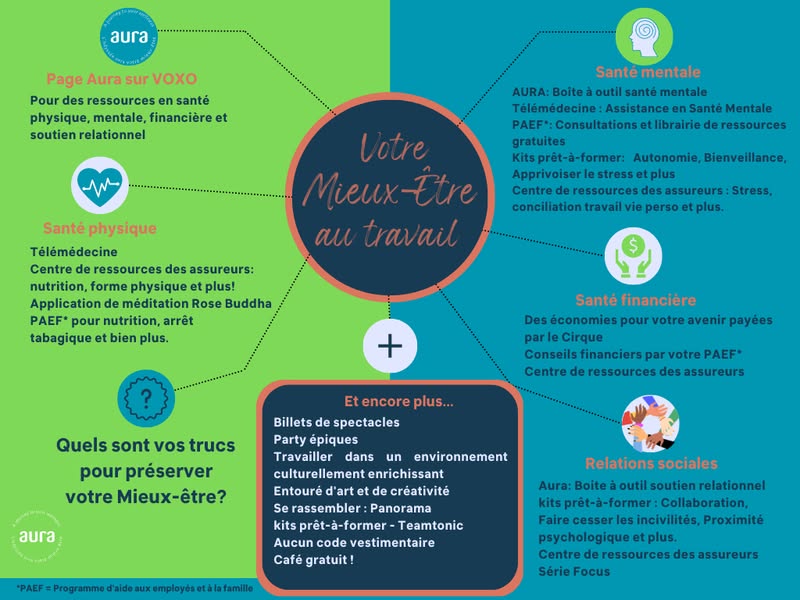 aura
Page Aura sur VOXO
Pour des ressources en santé
physique, mentale, financière et
soutien relationnel
Santé physique
Télémédecine
Centre de ressources des assureurs:
nutrition, forme physique et plus!
Application de méditation Rose Buddha
PAEF* pour nutrition, arrêt
tabagique et bien plus.
?
Quels sont vos trucs
pour préserver
votre Mieux-être?
aura
*PAEF = Programme d'aide aux employés et à la famille
Votre
Mieux-Être
au travail
+
Et encore plus...
Billets de spectacles
Party épiques
Travailler dans un environnement
culturellement enrichissant
Entouré d'art et de créativité
Se rassembler : Panorama
kits prêt-à-former - Teamtonic
Aucun code vestimentaire
Café gratuit !
Santé mentale
AURA: Boîte à outil santé mentale
Télémédecine : Assistance en Santé Mentale
PAEF*: Consultations et librairie de ressources
gratuites
Kits prêt-à-former: Autonomie, Bienveillance,
Apprivoiser le stress et plus
Centre de ressources des assureurs : Stress,
conciliation travail vie perso et plus.
$
Santé financière
Des économies pour votre avenir payées
par le Cirque
Conseils financiers par votre PAEF*
Centre de ressources des assureurs
Relations sociales
Aura: Boite à outil soutien relationnel
kits prêt-à-former : Collaboration,
Faire cesser les incivilités, Proximité
psychologique et plus.
Centre de ressources des assureurs
Série Focus